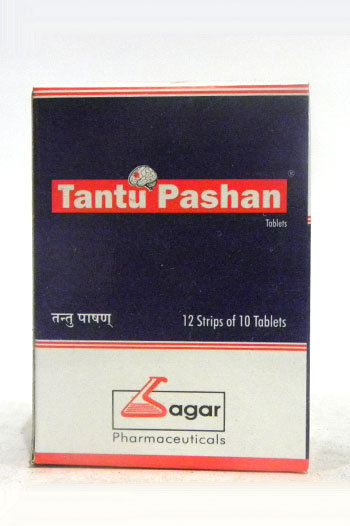 Tantu Pashan®
Tablets
तन्तु पाषण्
12 Strips of 10 Tablets
Sagar
Pharmaceuticals